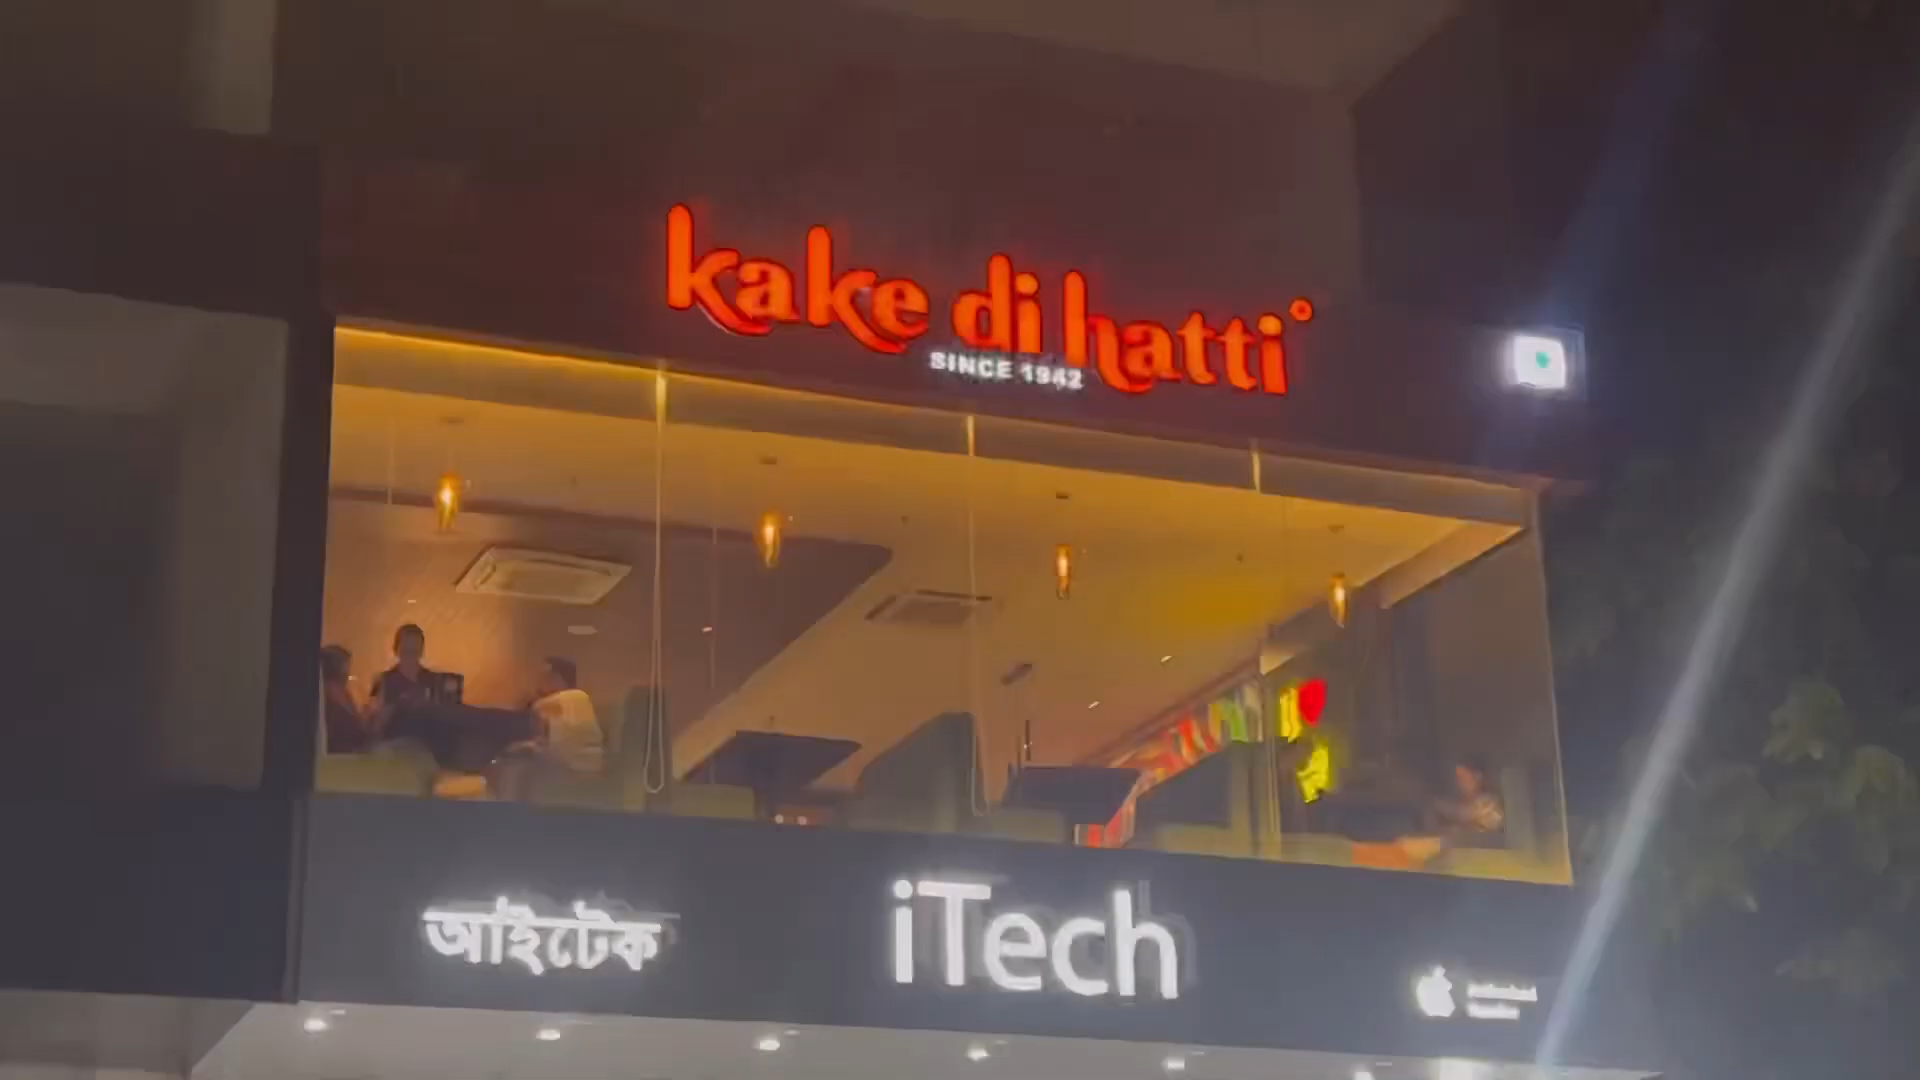 kake di hatti
SINCE 1942
আইটেক
iTech